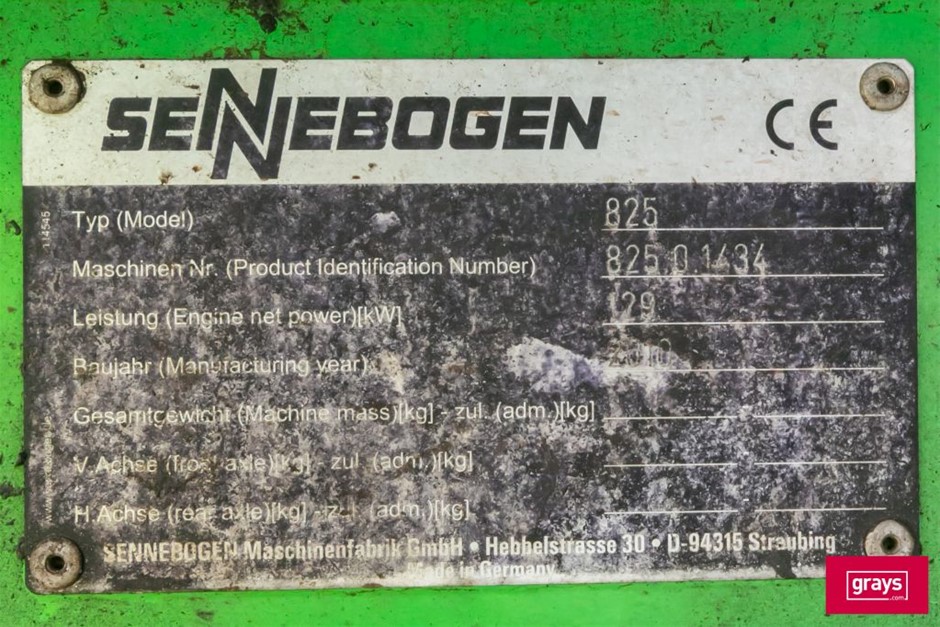 SENNEBOGEN CE
Typ (Model) 825
Maschinen Nr. (Product Identification Number) 825.0.1434
Leistung (Engine net power)[kW] 129
Baujahr (Manufacturing year)
Gesamtgewicht (Machine mass)[kg] - zul. (adm.)[kg]
V.Achse (front axle)[kg] - zul. (adm.)[kg]
H.Achse (rear axle)[kg] - zul. (adm.)[kg]
SENNEBOGEN Maschinenfabrik GmbH • Hebbelstrasse 30 • D-94315 Straubing
Made in Germany
grays
.com